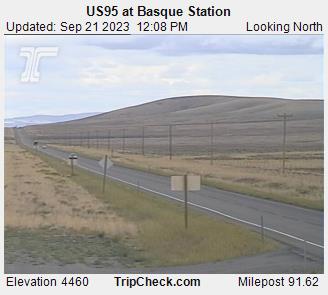 US95 at Basque Station
Updated: Sep 21 2023 12:08 PM Looking North
Elevation 4460 TripCheck.com Milepost 91.62